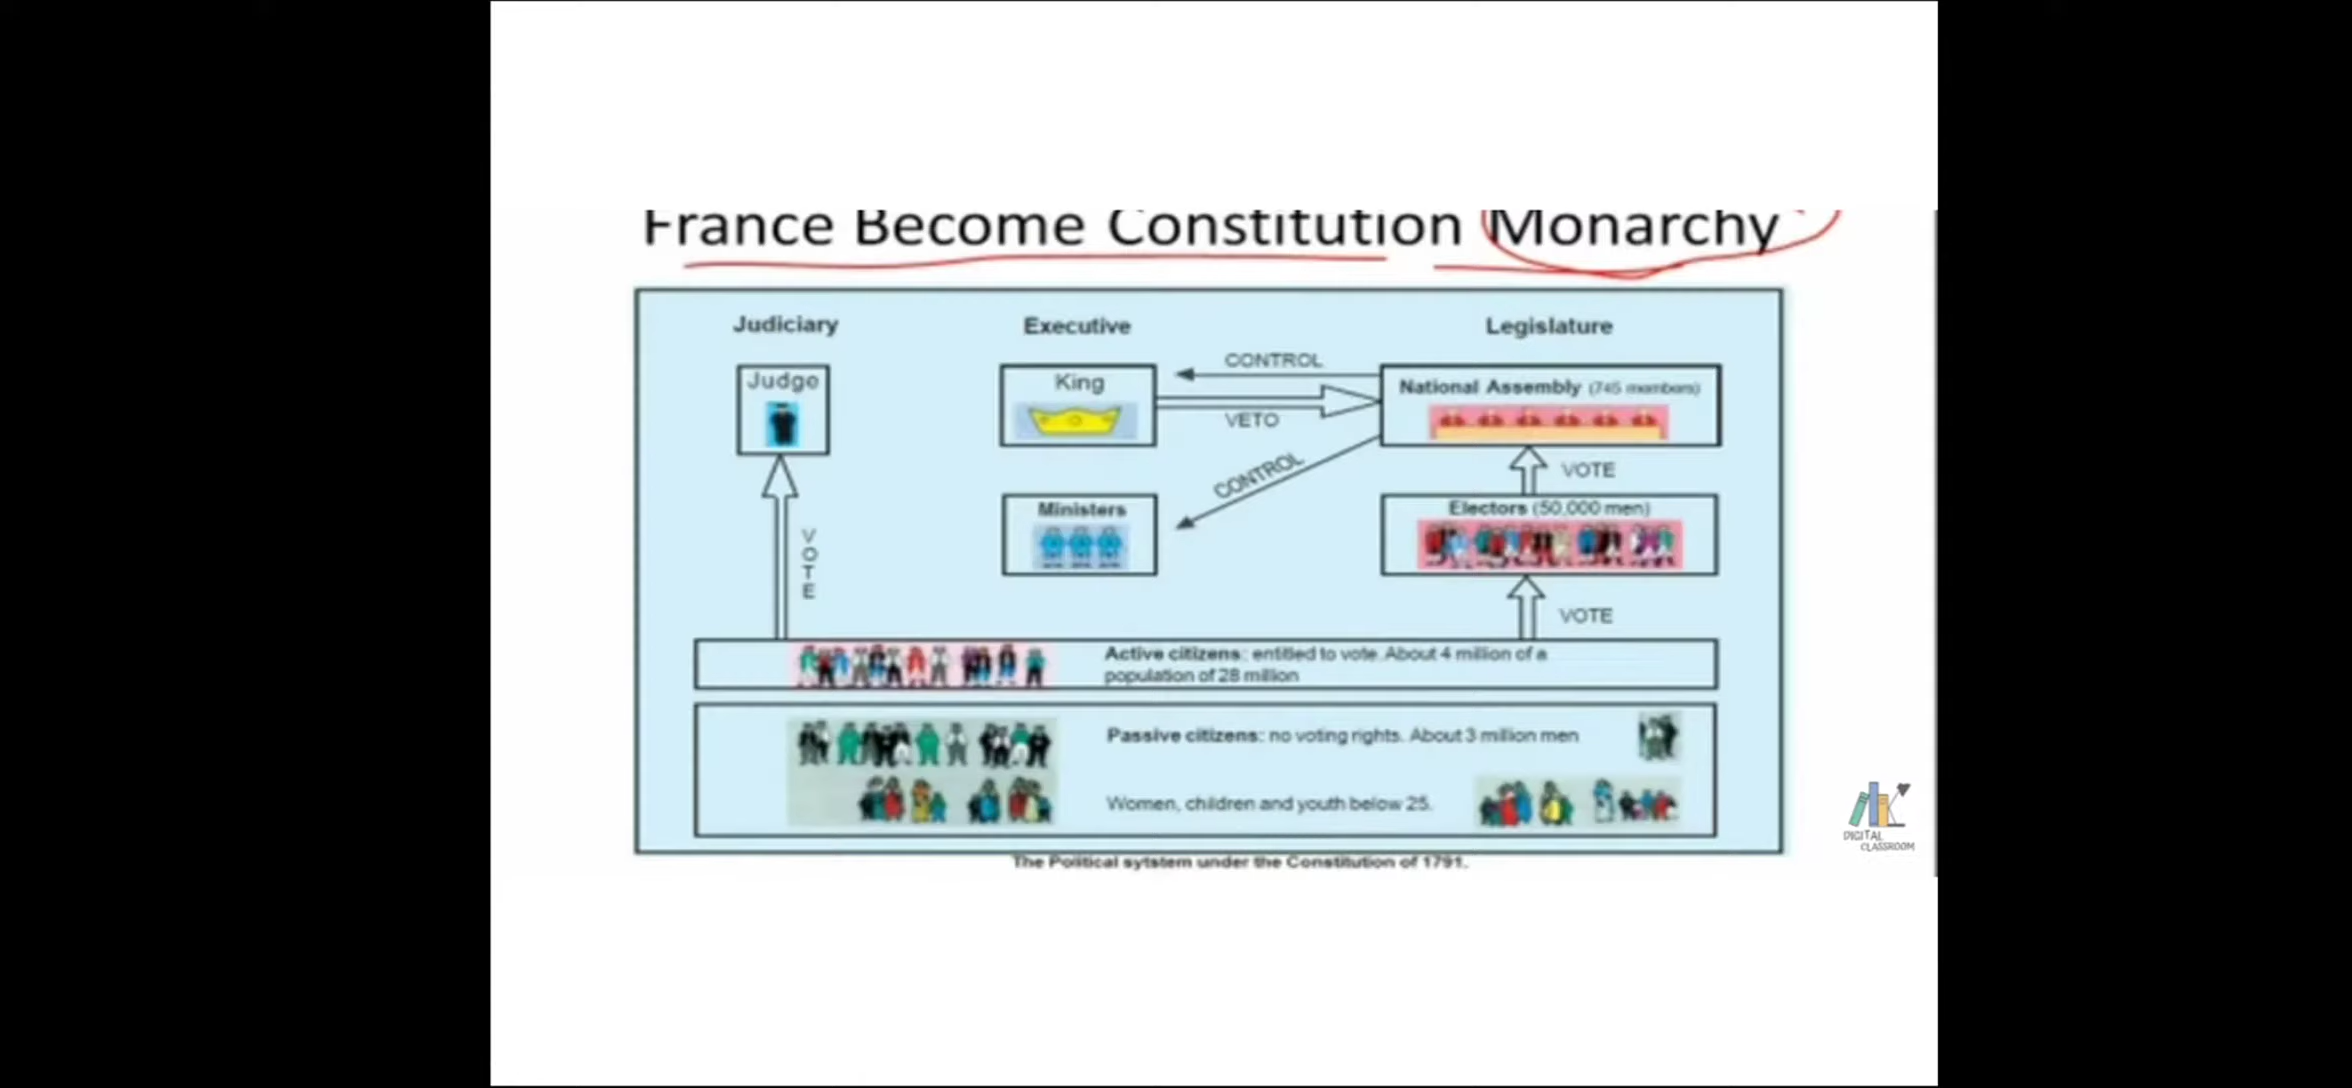 France Become Constitution Monarchy
Judiciary
Executive
Legislature
Judge
King
CONTROL
VETO
National Assembly (745 members)
CONTROL
VOTE
Ministers
Electors (50,000 men)
VOTE
VOTE
Active citizens: entitled to vote. About 4 million of a
population of 28 million
Passive citizens: no voting rights. About 3 million men
Women, children and youth below 25.
The Political sytstem under the Constitution of 1791.
DIGITAL
CLASSROOM